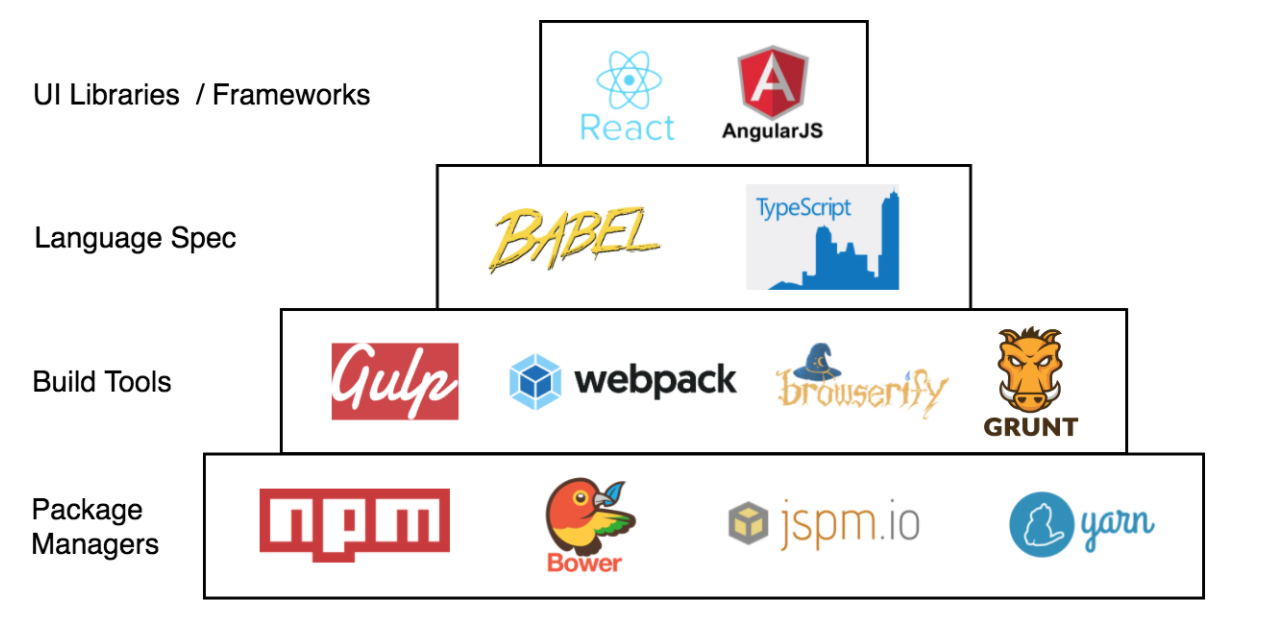 UI Libraries / Frameworks
React
AngularJS
Language Spec
BABEL
TypeScript
Build Tools
Gulp
webpack
browserify
GRUNT
Package
Managers
npm
Bower
jspm.io
yarn